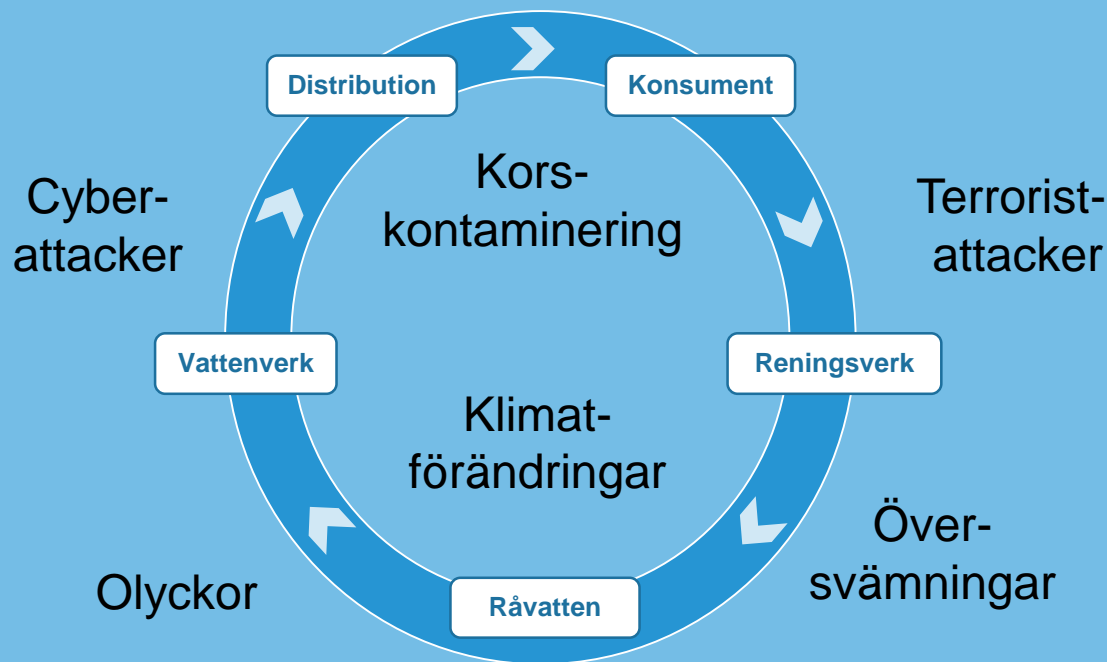 Distribution
Konsument
Kors-
kontaminering
Cyber-
attacker
Terrorist-
attacker
Vattenverk
Reningsverk
Klimat-
förändringar
Över-
svämningar
Olyckor
Råvatten